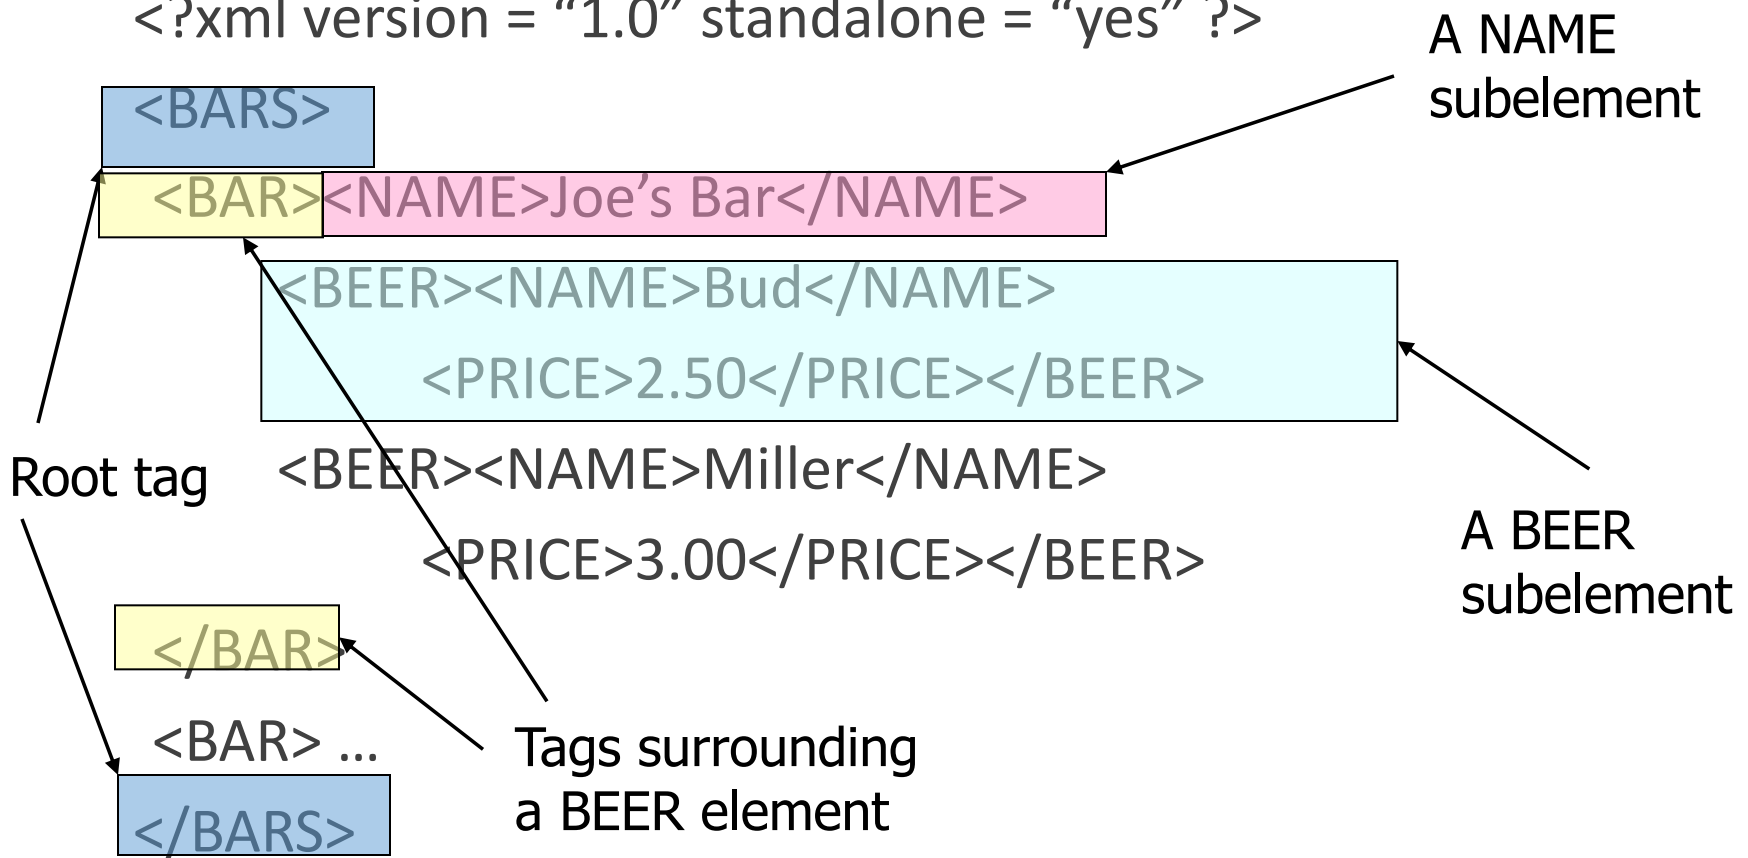 <?xml version = “1.0” standalone = “yes” ?>
A NAME
subelement
<BARS>
<BAR><NAME>Joe’s Bar</NAME>
<BEER><NAME>Bud</NAME>
<PRICE>2.50</PRICE></BEER>
Root tag
<BEER><NAME>Miller</NAME>
<PRICE>3.00</PRICE></BEER>
A BEER
subelement
</BAR>
<BAR> …
Tags surrounding
a BEER element
</BARS>